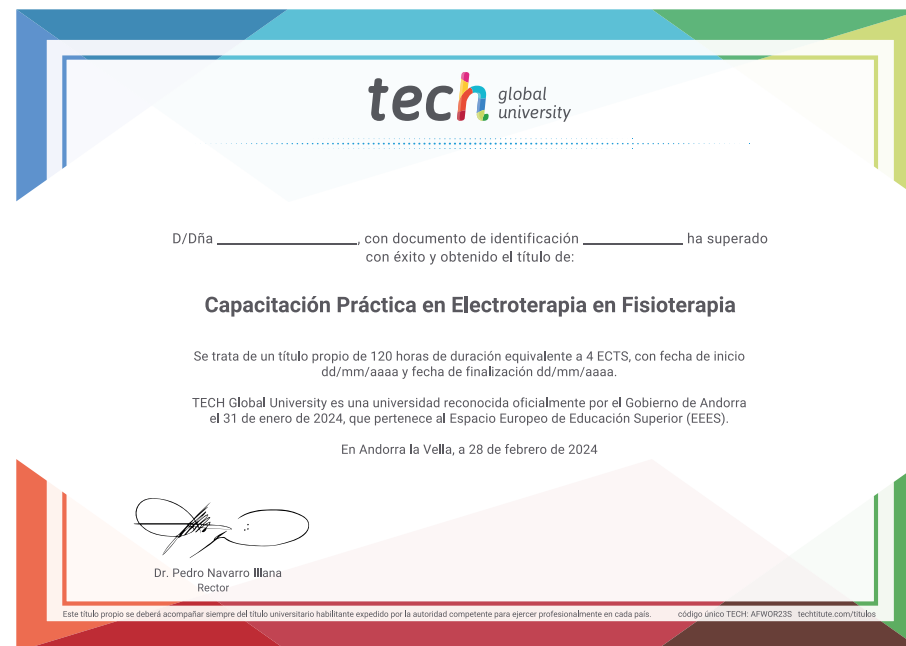 tech global university
D/Dña ____________________, con documento de identificación ______________ ha superado
con éxito y obtenido el título de:
Capacitación Práctica en Electroterapia en Fisioterapia
Se trata de un título propio de 120 horas de duración equivalente a 4 ECTS, con fecha de inicio
dd/mm/aaaa y fecha de finalización dd/mm/aaaa.
TECH Global University es una universidad reconocida oficialmente por el Gobierno de Andorra
el 31 de enero de 2024, que pertenece al Espacio Europeo de Educación Superior (EEES).
En Andorra la Vella, a 28 de febrero de 2024
Dr. Pedro Navarro Illana
Rector
Este título propio se deberá acompañar siempre del título universitario habilitante expedido por la autoridad competente para ejercer profesionalmente en cada país. código único TECH: AFWOR23S techtitute.com/titulos